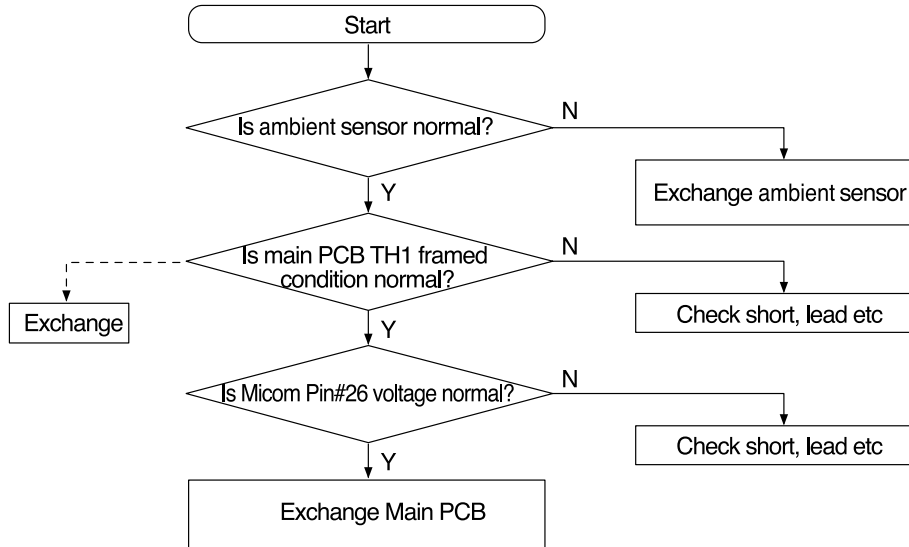 Start
Is ambient sensor normal?
N
Exchange ambient sensor
Y
Is main PCB TH1 framed
condition normal?
N
Exchange
Check short, lead etc
Y
Is Micom Pin#26 voltage normal?
N
Check short, lead etc
Y
Exchange Main PCB